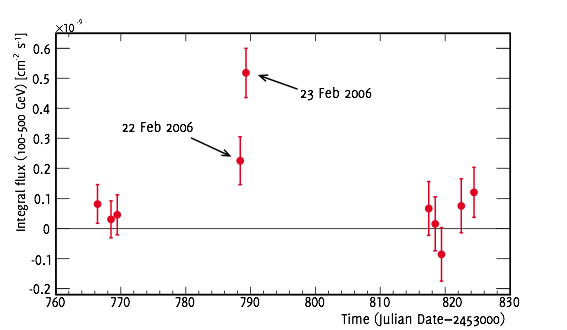 ×10⁻⁹
Integral flux (100-500 GeV) [cm⁻² s⁻¹]
0.6
0.5
0.4
0.3
0.2
0.1
0
-0.1
-0.2
23 Feb 2006
22 Feb 2006
760 770 780 790 800 810 820 830
Time (Julian Date–2453000)